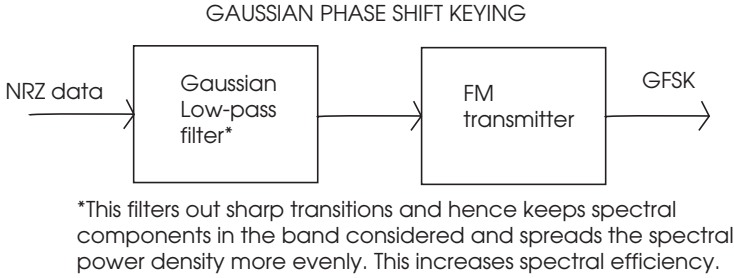 GAUSSIAN PHASE SHIFT KEYING
NRZ data
Gaussian
Low-pass
filter*
FM
transmitter
GFSK
*This filters out sharp transitions and hence keeps spectral
components in the band considered and spreads the spectral
power density more evenly. This increases spectral efficiency.